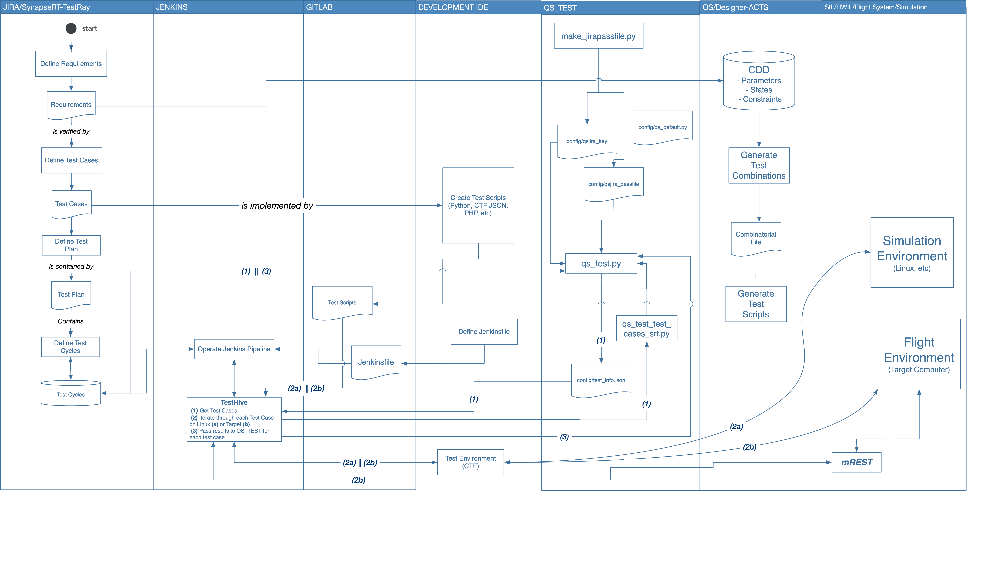 JIRA/SynapseRT-TestRay
JENKINS
GITLAB
DEVELOPMENT IDE
QS_TEST
QS/Designer-ACTS
SIL/HWIL/Flight System/Simulation
start
Define Requirements
Requirements
is verified by
Define Test Cases
Test Cases
Define Test
Plan
is contained by
Test Plan
Contains
Define Test
Cycles
Test Cycles
is implemented by
(1) || (3)
Operate Jenkins Pipeline
(2a) || (2b)
TestHive
(1) Get Test Cases
(2) Iterate through each Test Case
on Linux (a) or Target (b)
(3) Pass results to QS_TEST for
each test case
Test Scripts
Jenkinsfile
(2a) || (2b)
(2b)
Create Test Scripts
(Python, CTF JSON,
PHP, etc)
Define Jenkinsfile
(1)
Test Environment
(CTF)
make_jirapassfile.py
config/qsjira_key
config/qs_default.py
config/qsjira_passfile
qs_test.py
(1)
qs_test_test_
cases_srt.py
config/test_info.json
(1)
(3)
CDD
- Parameters
- States
- Constraints
Generate
Test
Combinations
Combinatorial
File
Generate
Test
Scripts
(2a)
(2b)
Simulation
Environment
(Linux, etc)
Flight
Environment
(Target Computer)
mREST